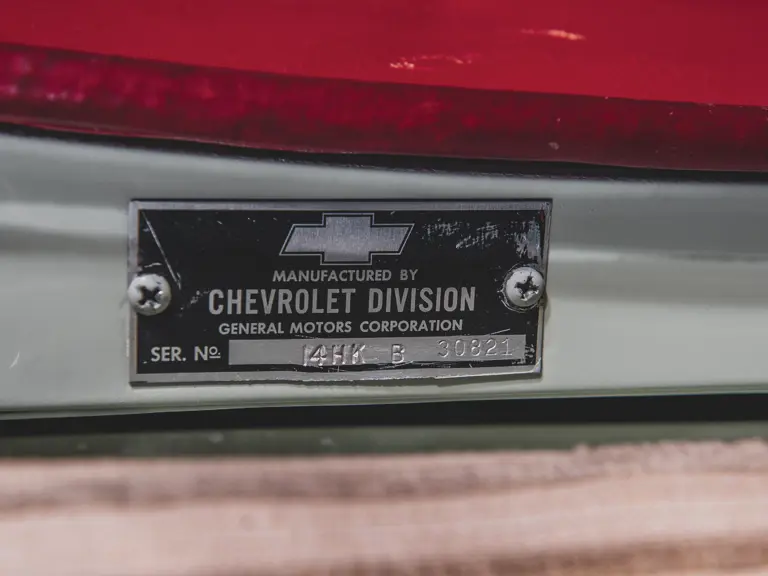 MANUFACTURED BY
CHEVROLET DIVISION
GENERAL MOTORS CORPORATION
SER. No. 14HK B 30821